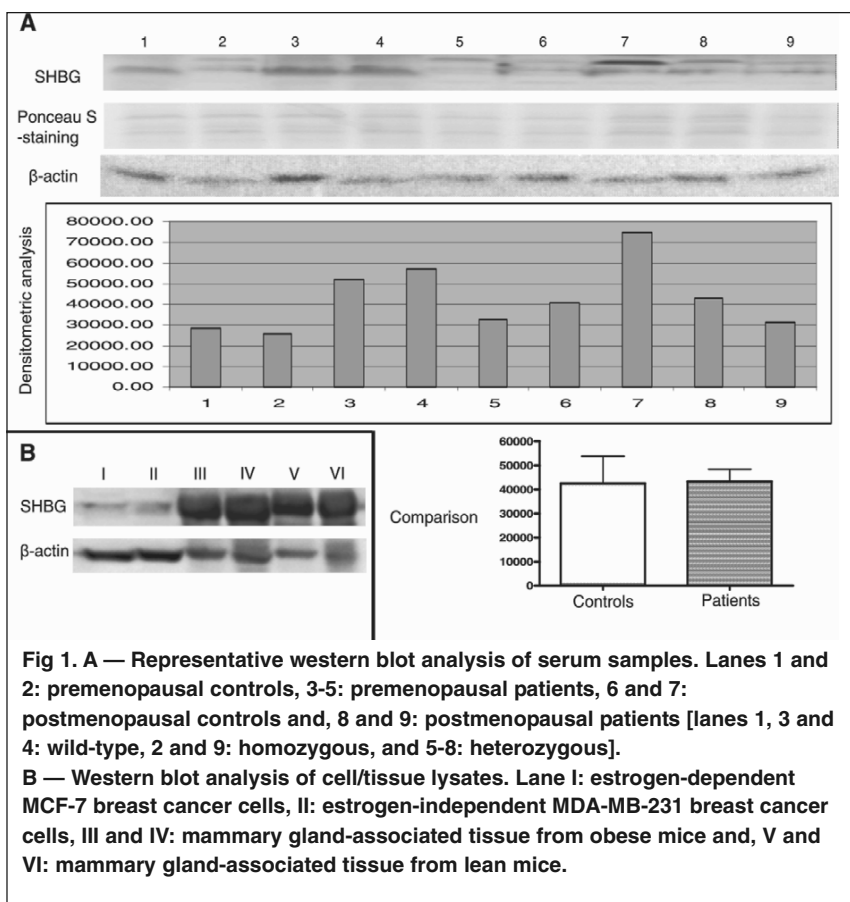 A
1 2 3 4 5 6 7 8 9
SHBG
Ponceau S
-staining
β-actin
Densitometric analysis
80000.00
70000.00
60000.00
50000.00
40000.00
30000.00
20000.00
10000.00
0.00
1 2 3 4 5 6 7 8 9
B
I II III IV V VI
SHBG
β-actin
Comparison
60000
50000
40000
30000
20000
10000
0
Controls Patients
Fig 1. A — Representative western blot analysis of serum samples. Lanes 1 and
2: premenopausal controls, 3-5: premenopausal patients, 6 and 7:
postmenopausal controls and, 8 and 9: postmenopausal patients [lanes 1, 3 and
4: wild-type, 2 and 9: homozygous, and 5-8: heterozygous].
B — Western blot analysis of cell/tissue lysates. Lane I: estrogen-dependent
MCF-7 breast cancer cells, II: estrogen-independent MDA-MB-231 breast cancer
cells, III and IV: mammary gland-associated tissue from obese mice and, V and
VI: mammary gland-associated tissue from lean mice.